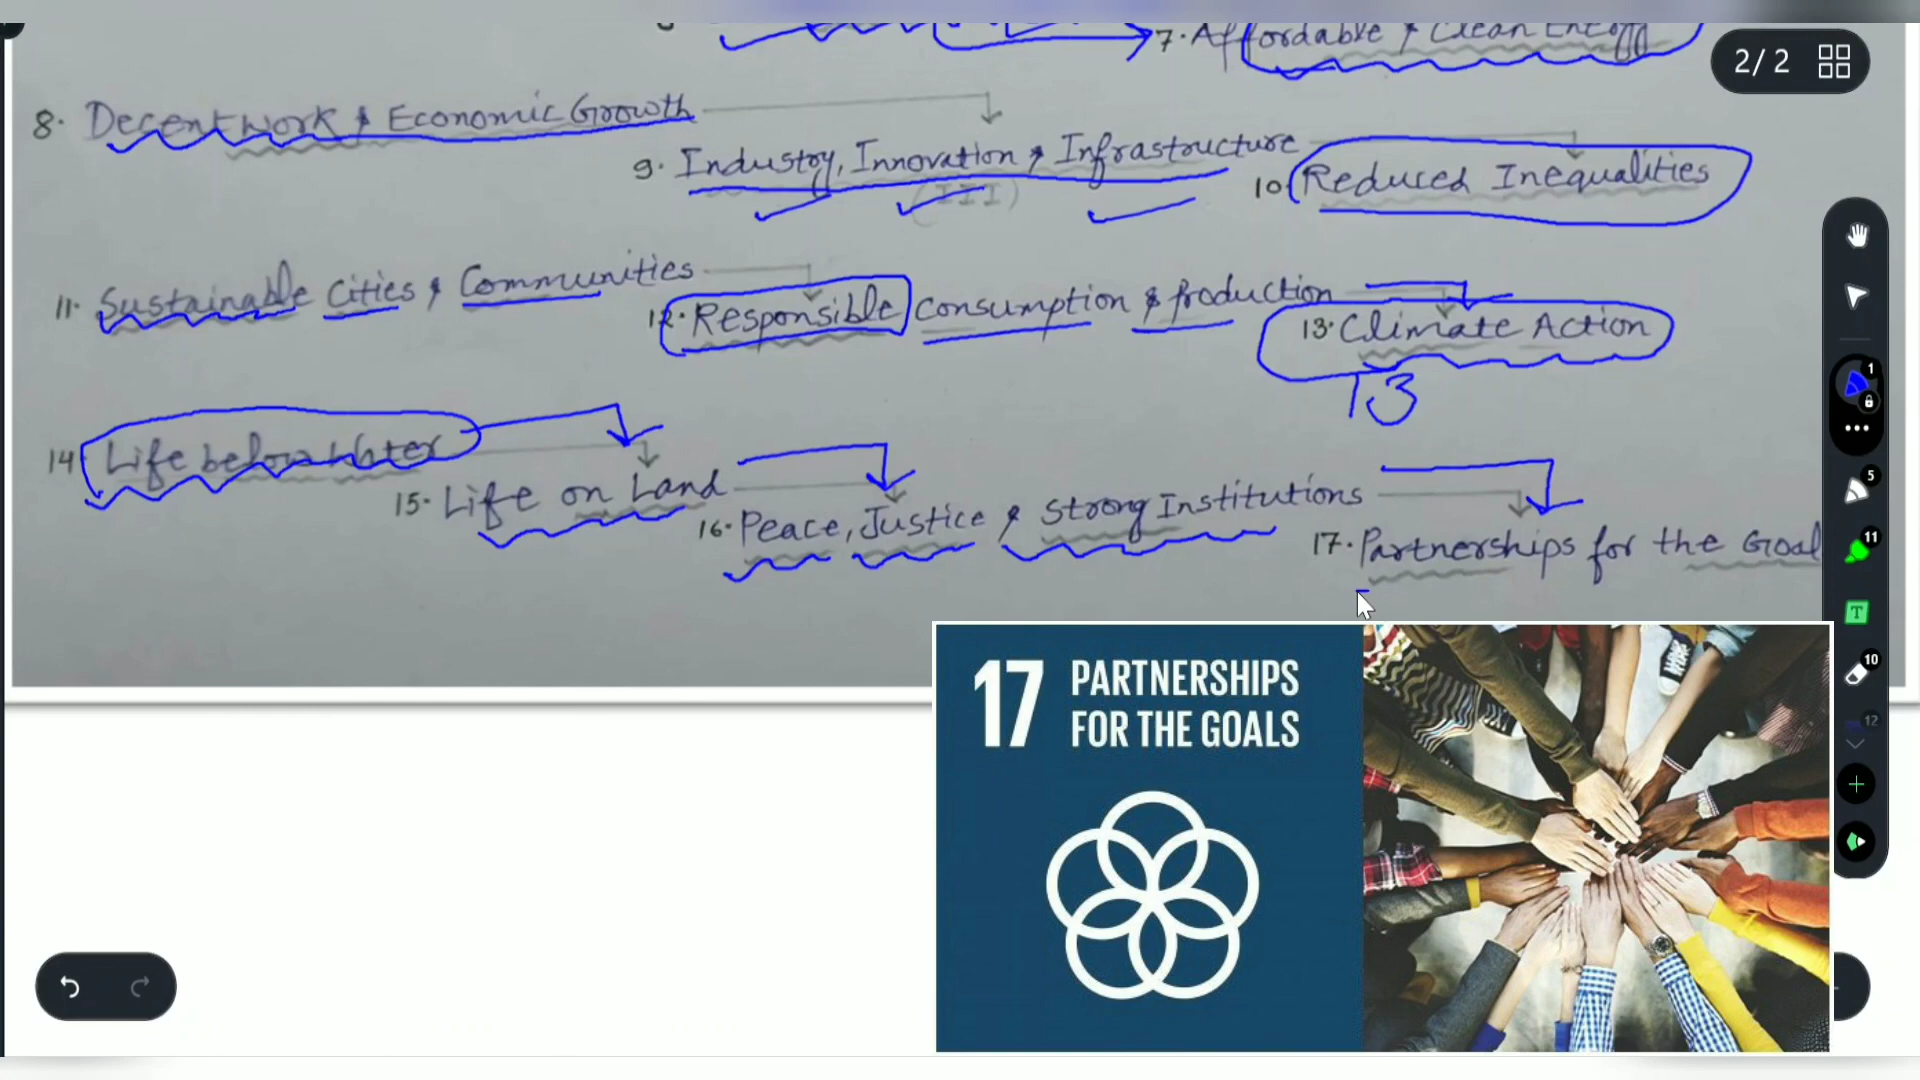 7. Affordable & Clean Energy
2/2
8. Decent work & Economic Growth
9. Industry, Innovation & Infrastructure
(III)
10. Reduced Inequalities
11. Sustainable Cities & Communities
12. Responsible Consumption & production
13. Climate Action
13
14. Life below Water
15. Life on Land
16. Peace, Justice & Strong Institutions
17. Partnerships for the Goal
17 PARTNERSHIPS
FOR THE GOALS
1
5
11
T
10
12